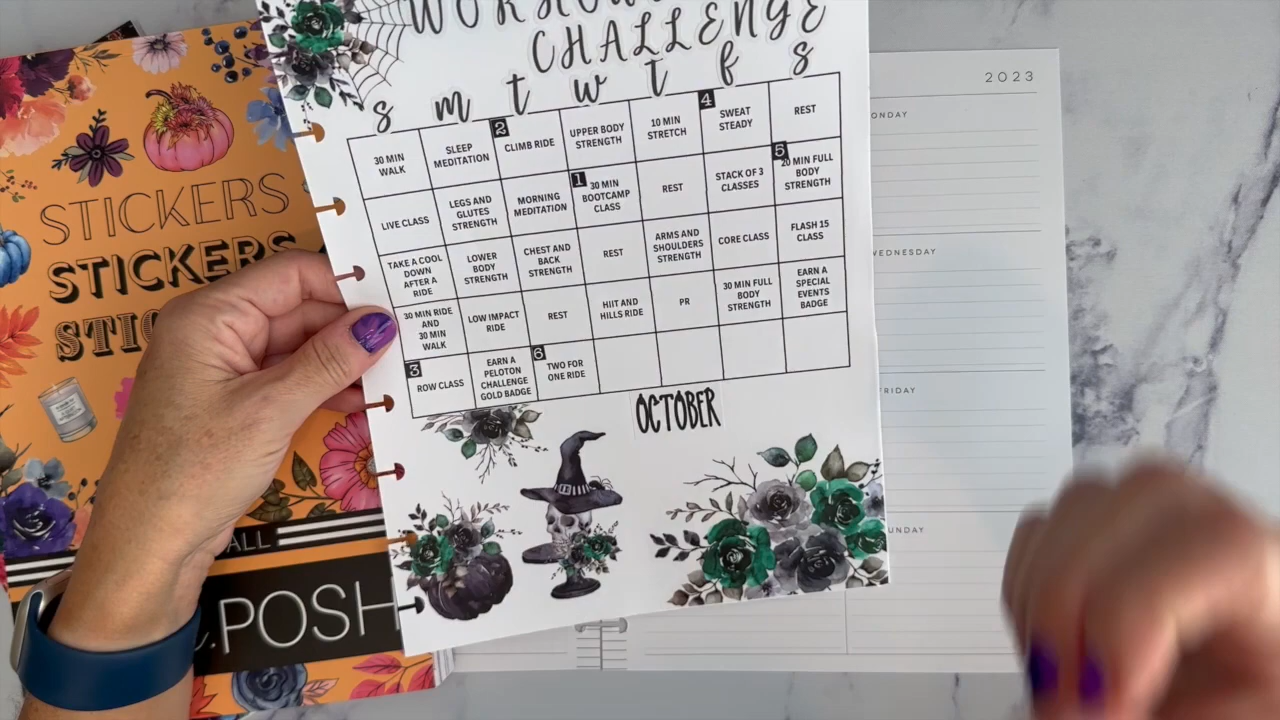 WORKOUT
CHALLENGE
s m t w t f s
30 MIN
WALK
SLEEP
MEDITATION
2
CLIMB RIDE
UPPER BODY
STRENGTH
10 MIN
STRETCH
4
SWEAT
STEADY
REST
LIVE CLASS
LEGS AND
GLUTES
STRENGTH
MORNING
MEDITATION
1
30 MIN
BOOTCAMP
CLASS
REST
STACK OF 3
CLASSES
5
20 MIN FULL
BODY
STRENGTH
TAKE A COOL
DOWN
AFTER A
RIDE
LOWER
BODY
STRENGTH
CHEST AND
BACK
STRENGTH
REST
ARMS AND
SHOULDERS
STRENGTH
CORE CLASS
FLASH 15
CLASS
30 MIN RIDE
AND
30 MIN
WALK
LOW IMPACT
RIDE
REST
HIIT AND
HILLS RIDE
PR
30 MIN FULL
BODY
STRENGTH
EARN A
SPECIAL
EVENTS
BADGE
3
ROW CLASS
EARN A
PELOTON
CHALLENGE
GOLD BADGE
6
TWO FOR
ONE RIDE
OCTOBER
STICKERS
STICKERS
STIC
ALL
.POSH
2023
ONDAY
WEDNESDAY
FRIDAY
UNDAY